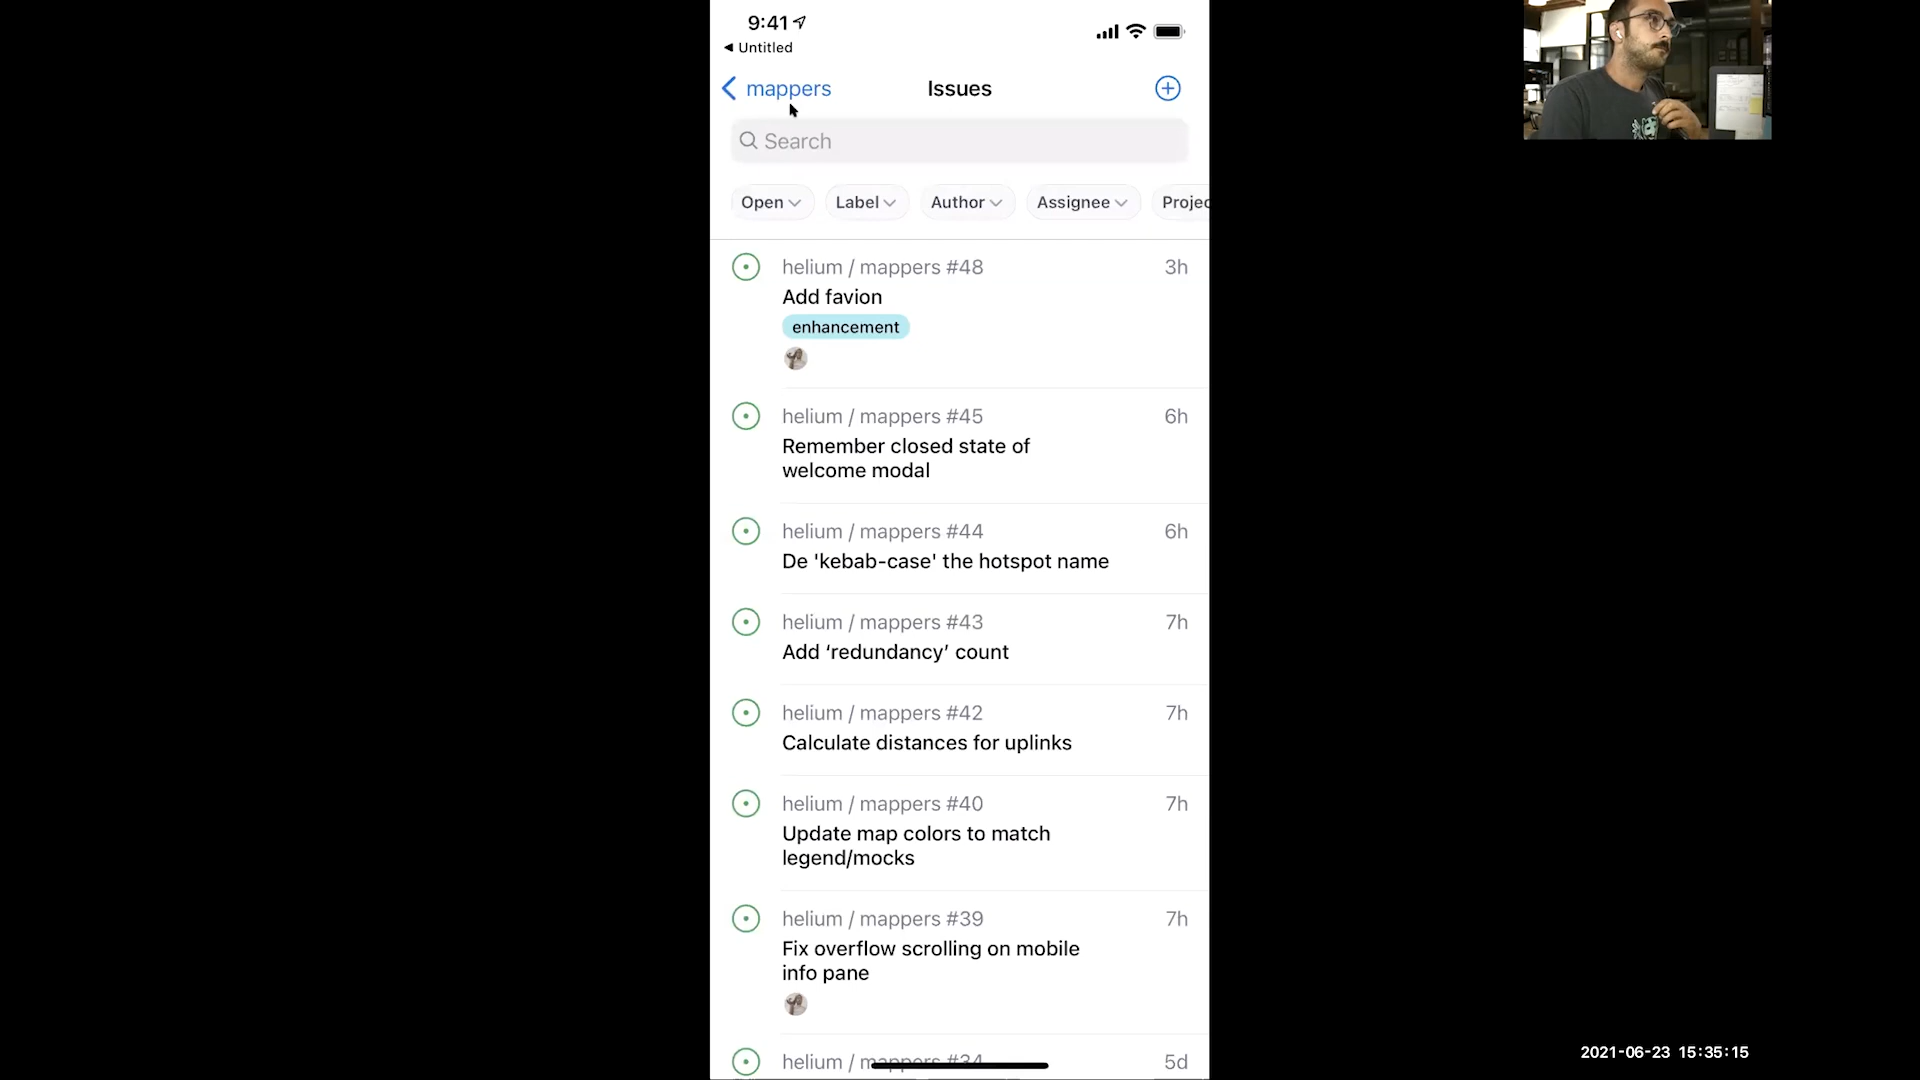 9:41
Untitled
mappers
Issues
Search
Open
Label
Author
Assignee
Projec
helium / mappers #48
3h
Add favion
enhancement
helium / mappers #45
6h
Remember closed state of
welcome modal
helium / mappers #44
6h
De 'kebab-case' the hotspot name
helium / mappers #43
7h
Add ‘redundancy’ count
helium / mappers #42
7h
Calculate distances for uplinks
helium / mappers #40
7h
Update map colors to match
legend/mocks
helium / mappers #39
7h
Fix overflow scrolling on mobile
info pane
helium / mappers #34
5d
2021-06-23 15:35:15